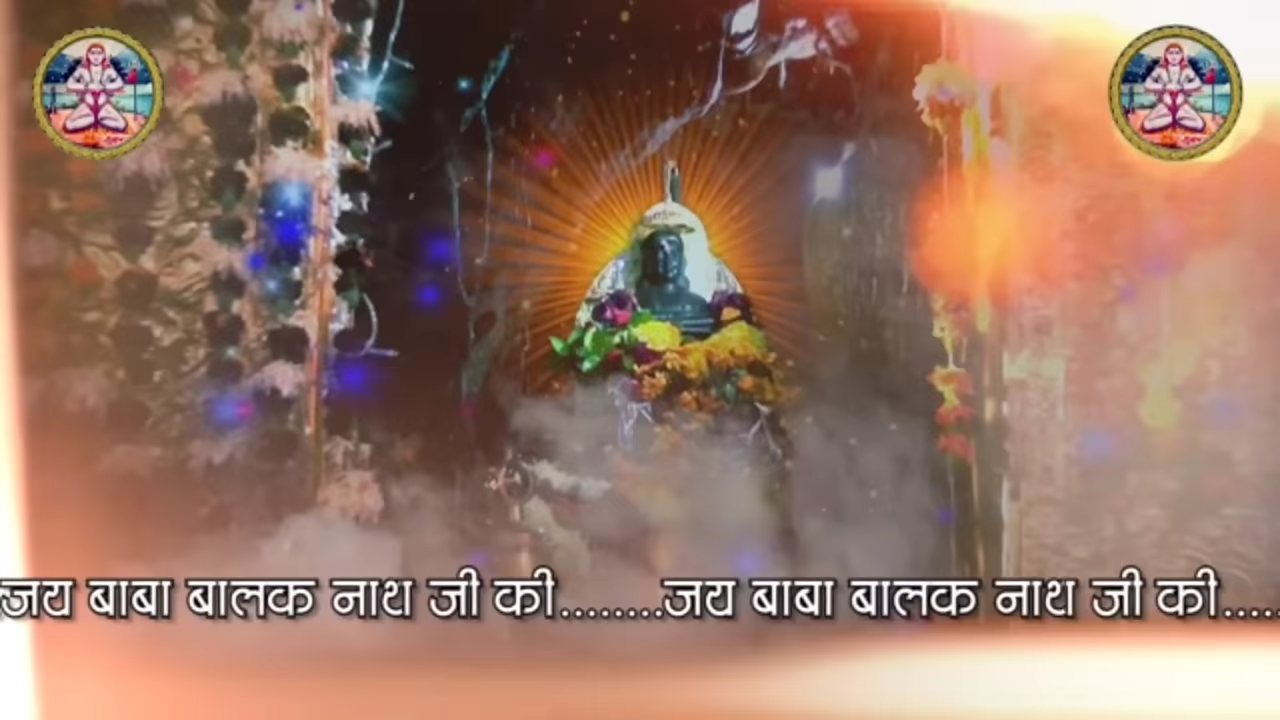 जय बाबा बालक नाथ जी की........जय बाबा बालक नाथ जी की.....